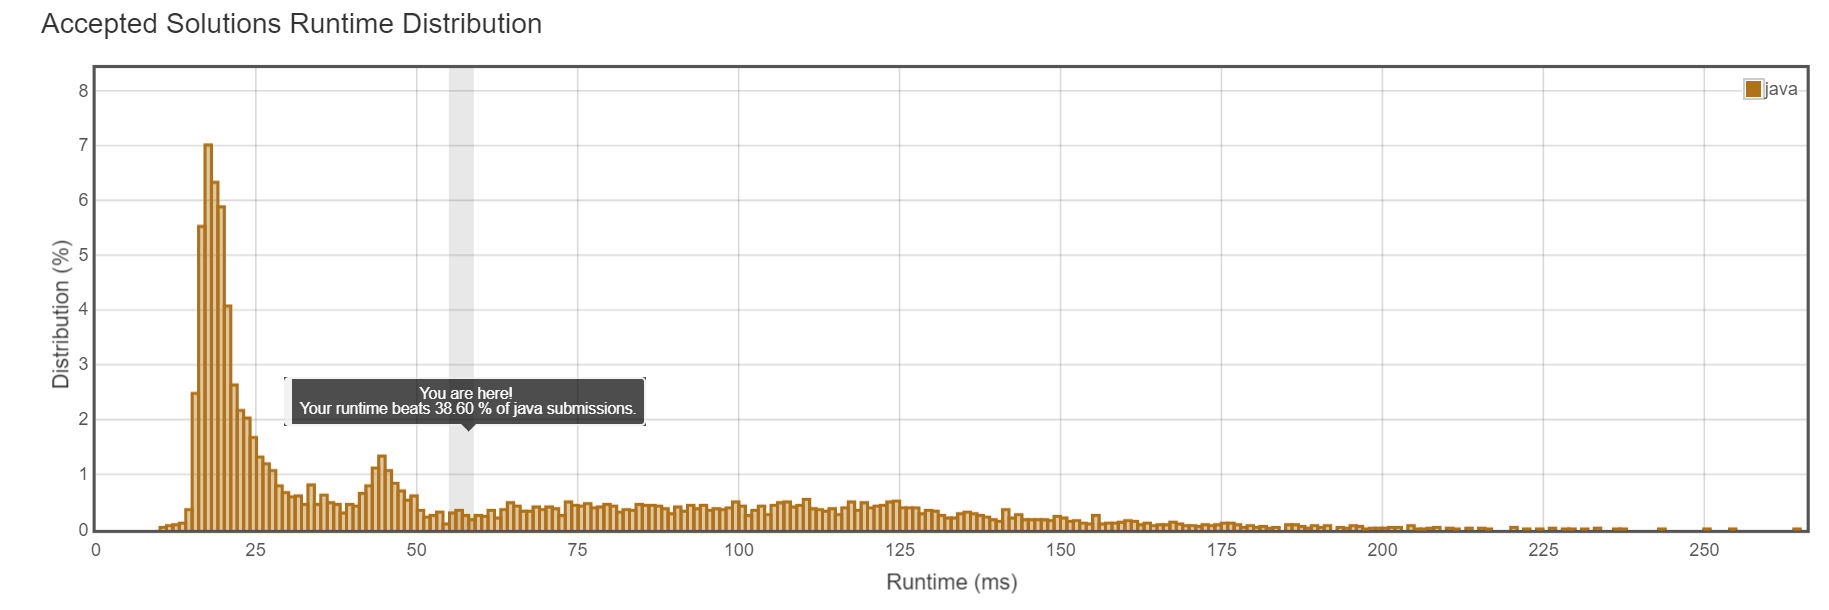 Accepted Solutions Runtime Distribution
8
java
7
6
5
4
3
2
1
0
Distribution (%)
You are here!
Your runtime beats 38.60 % of java submissions.
0 25 50 75 100 125 150 175 200 225 250
Runtime (ms)